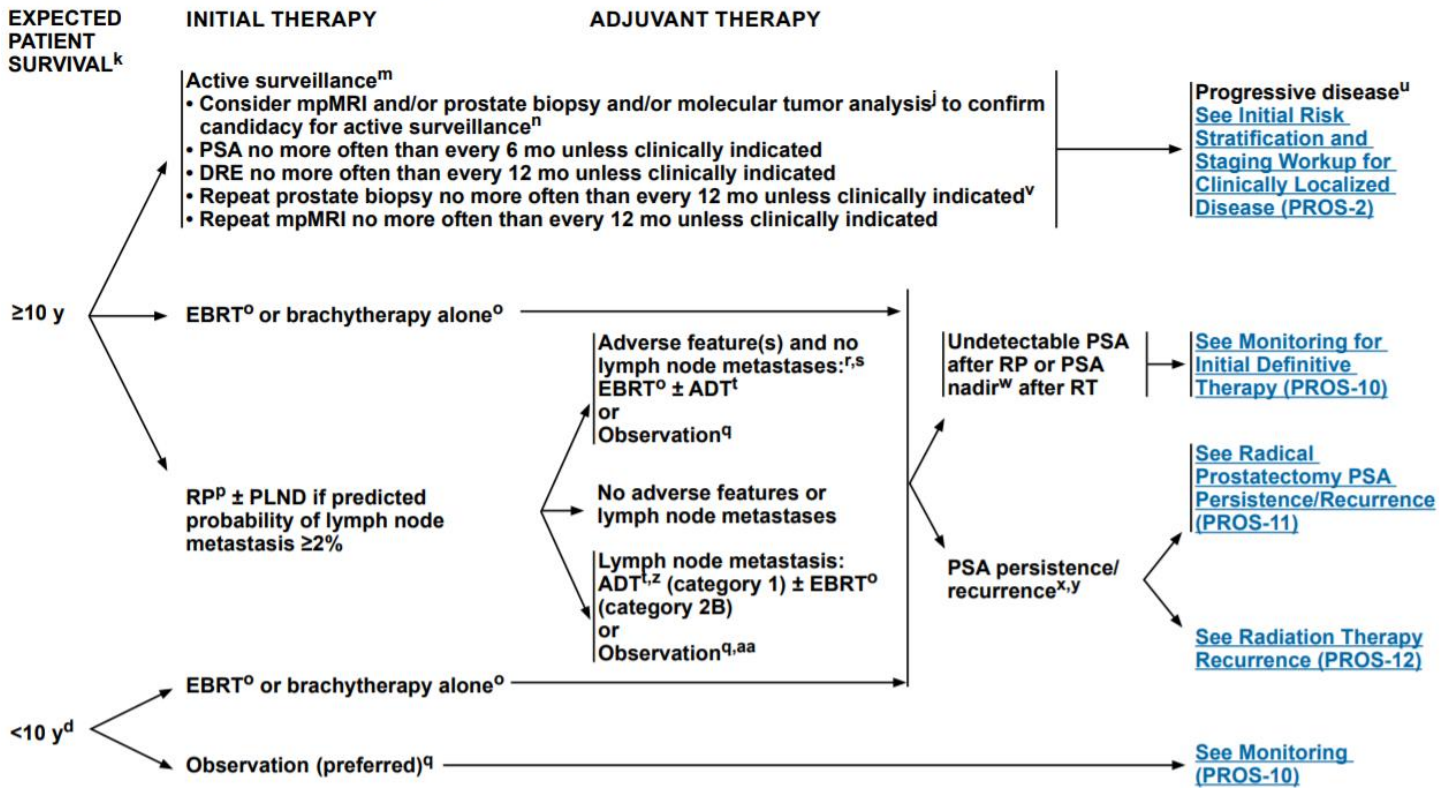 EXPECTED
PATIENT
SURVIVALᵏ
INITIAL THERAPY
ADJUVANT THERAPY
≥10 y
Active surveillanceᵐ
• Consider mpMRI and/or prostate biopsy and/or molecular tumor analysisʲ to confirm
candidacy for active surveillanceⁿ
• PSA no more often than every 6 mo unless clinically indicated
• DRE no more often than every 12 mo unless clinically indicated
• Repeat prostate biopsy no more often than every 12 mo unless clinically indicatedᵛ
• Repeat mpMRI no more often than every 12 mo unless clinically indicated
Progressive diseaseᵘ
See Initial Risk
Stratification and
Staging Workup for
Clinically Localized
Disease (PROS-2)
EBRTᵒ or brachytherapy aloneᵒ
RPᵖ ± PLND if predicted
probability of lymph node
metastasis ≥2%
Adverse feature(s) and no
lymph node metastases:ʳ,ˢ
EBRTᵒ ± ADTᵗ
or
Observation𐞥
No adverse features or
lymph node metastases
Lymph node metastasis:
ADTᵗ,ᶻ (category 1) ± EBRTᵒ
(category 2B)
or
Observation𐞥,ᵃᵃ
Undetectable PSA
after RP or PSA
nadirʷ after RT
See Monitoring for
Initial Definitive
Therapy (PROS-10)
PSA persistence/
recurrenceˣ,ʸ
See Radical
Prostatectomy PSA
Persistence/Recurrence
(PROS-11)
See Radiation Therapy
Recurrence (PROS-12)
<10 yᵈ
EBRTᵒ or brachytherapy aloneᵒ
Observation (preferred)𐞥
See Monitoring
(PROS-10)